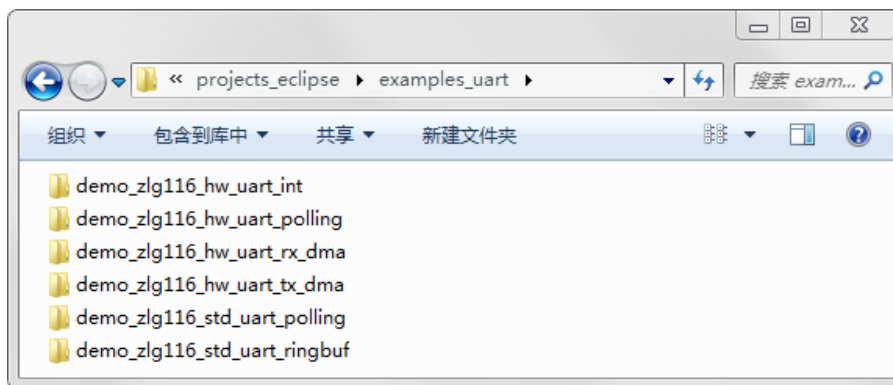 « projects_eclipse ▸ examples_uart ▸ 搜索 exam...
组织 包含到库中 共享 新建文件夹
demo_zlg116_hw_uart_int
demo_zlg116_hw_uart_polling
demo_zlg116_hw_uart_rx_dma
demo_zlg116_hw_uart_tx_dma
demo_zlg116_std_uart_polling
demo_zlg116_std_uart_ringbuf